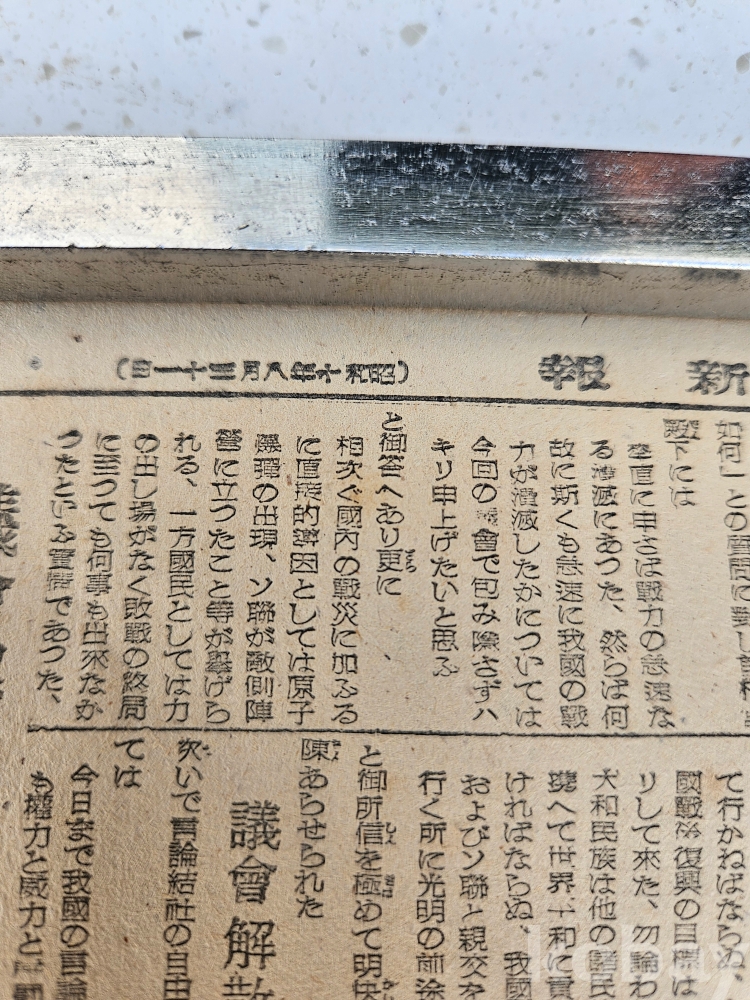 新報
(昭和十年八月三十一日)
如何」との質問に對し首相宮
殿下には
率直に申さば戰力の急速な
る潰滅にあつた、然らば何
故に斯くも急速に我國の戰
力が潰滅したかについては
今回の議會で包み隱さずハ
キリ申上げたいと思ふ
と御答へあり更に
相次ぐ國内の戰災に加ふる
に直接的準因としては原子
爆彈の出現、ソ聯が敵側陣
營に立つたこと等が擧げら
れる、一方國民としては力
の出し場がなく敗戰の終局
に至つても何事も出來なか
つたといふ實情であつた、
て行かねばならぬ、
國戰後復興の目標は
リして來た、勿論わ
大和民族は他の諸民
携へて世界平和に貢
ければならぬ、我國
およびソ聯と親交を
行く所に光明の前途
と御所信を極めて明快
陳あらせられた
議會解散
次いで言論結社の自由
ては
今日まで我國の言論
も權力と威力と
kobay